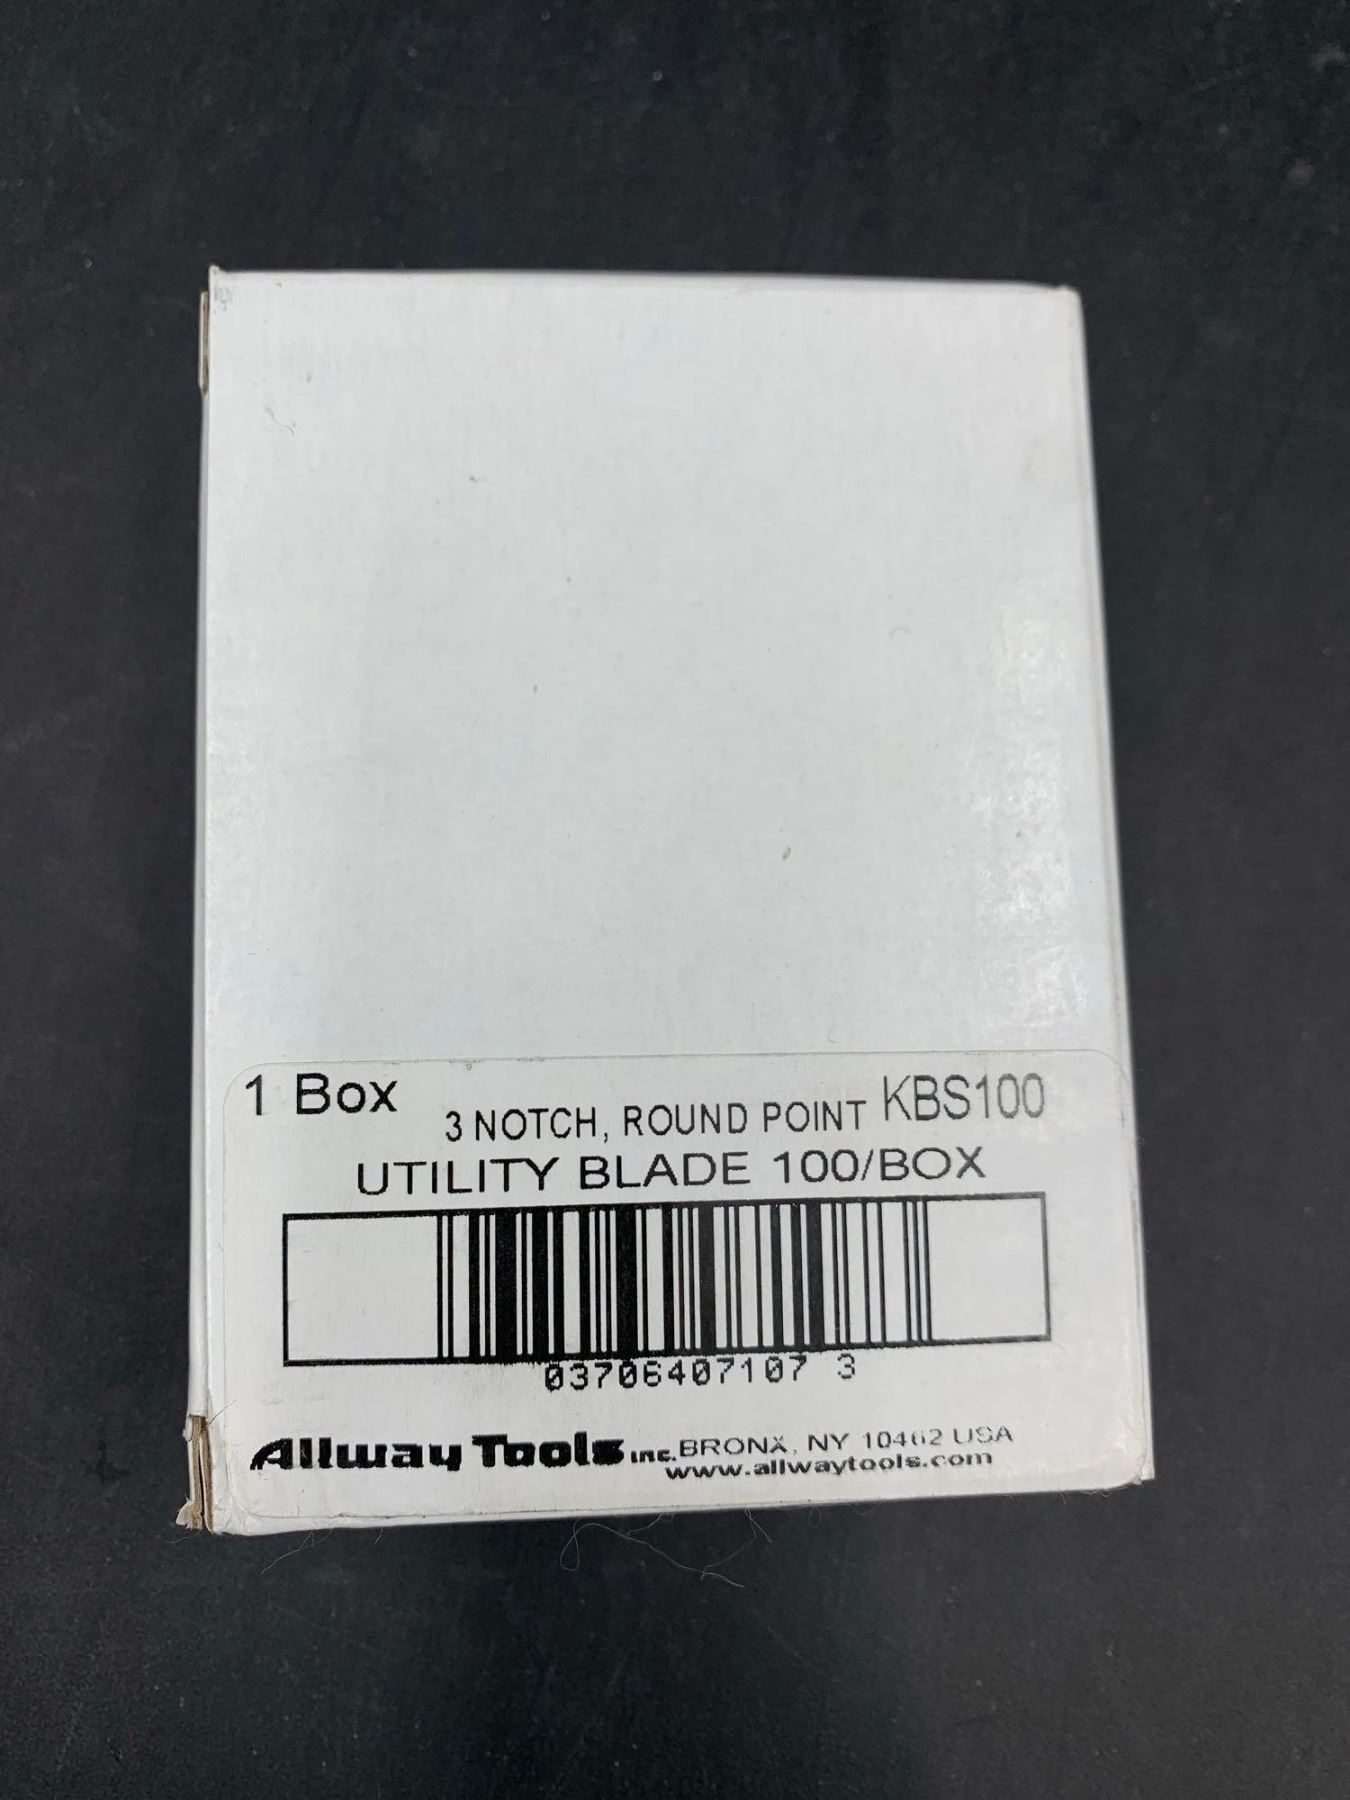 1 Box 3 NOTCH, ROUND POINT KBS100
UTILITY BLADE 100/BOX
03706407107 3
Allway Tools inc. BRONX, NY 10462 USA
www.allwaytools.com